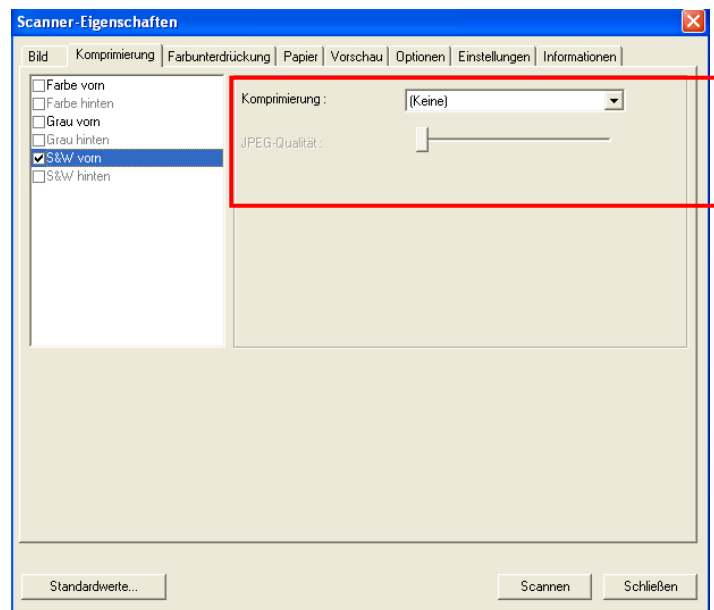 Scanner-Eigenschaften
Bild Komprimierung Farbunterdrückung Papier Vorschau Optionen Einstellungen Informationen
Farbe vorn
Farbe hinten
Grau vorn
Grau hinten
S&W vorn
S&W hinten
Komprimierung : (Keine)
JPEG-Qualität :
Standardwerte... Scannen Schließen